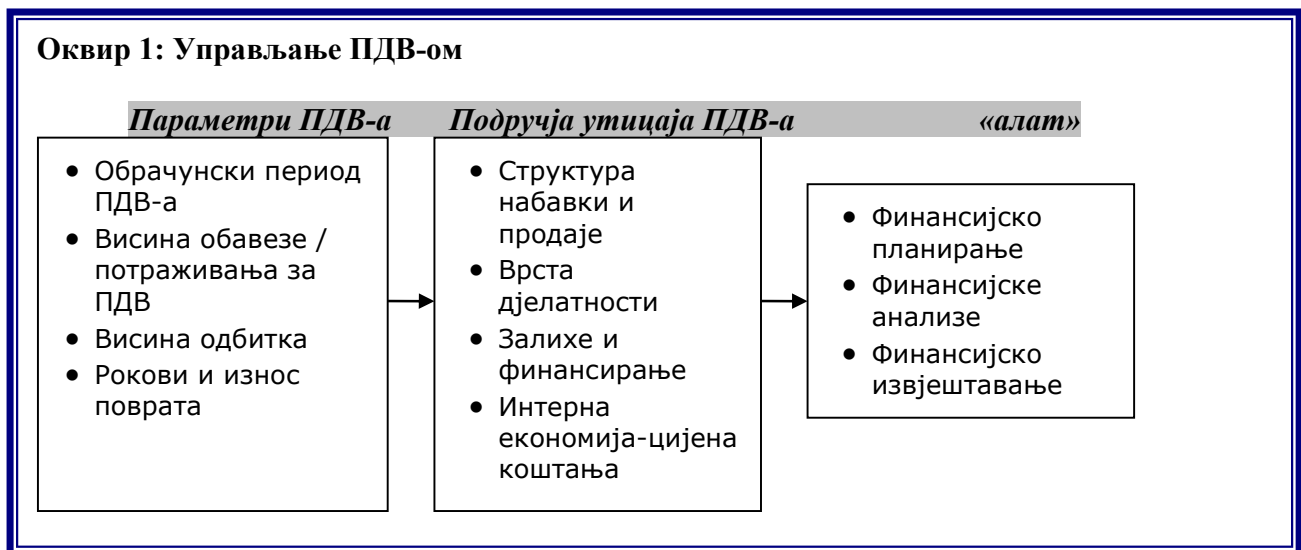 Оквир 1: Управљање ПДВ-ом
Параметри ПДВ-а Подручја утицаја ПДВ-а «алат»
• Обрачунски период
ПДВ-а
• Висина обавезе /
потраживања за
ПДВ
• Висина одбитка
• Рокови и износ
поврата
• Структура
набавки и
продаје
• Врста
дјелатности
• Залихе и
финансирање
• Интерна
економија-цијена
коштања
• Финансијско
планирање
• Финансијске
анализе
• Финансијско
извјештавање